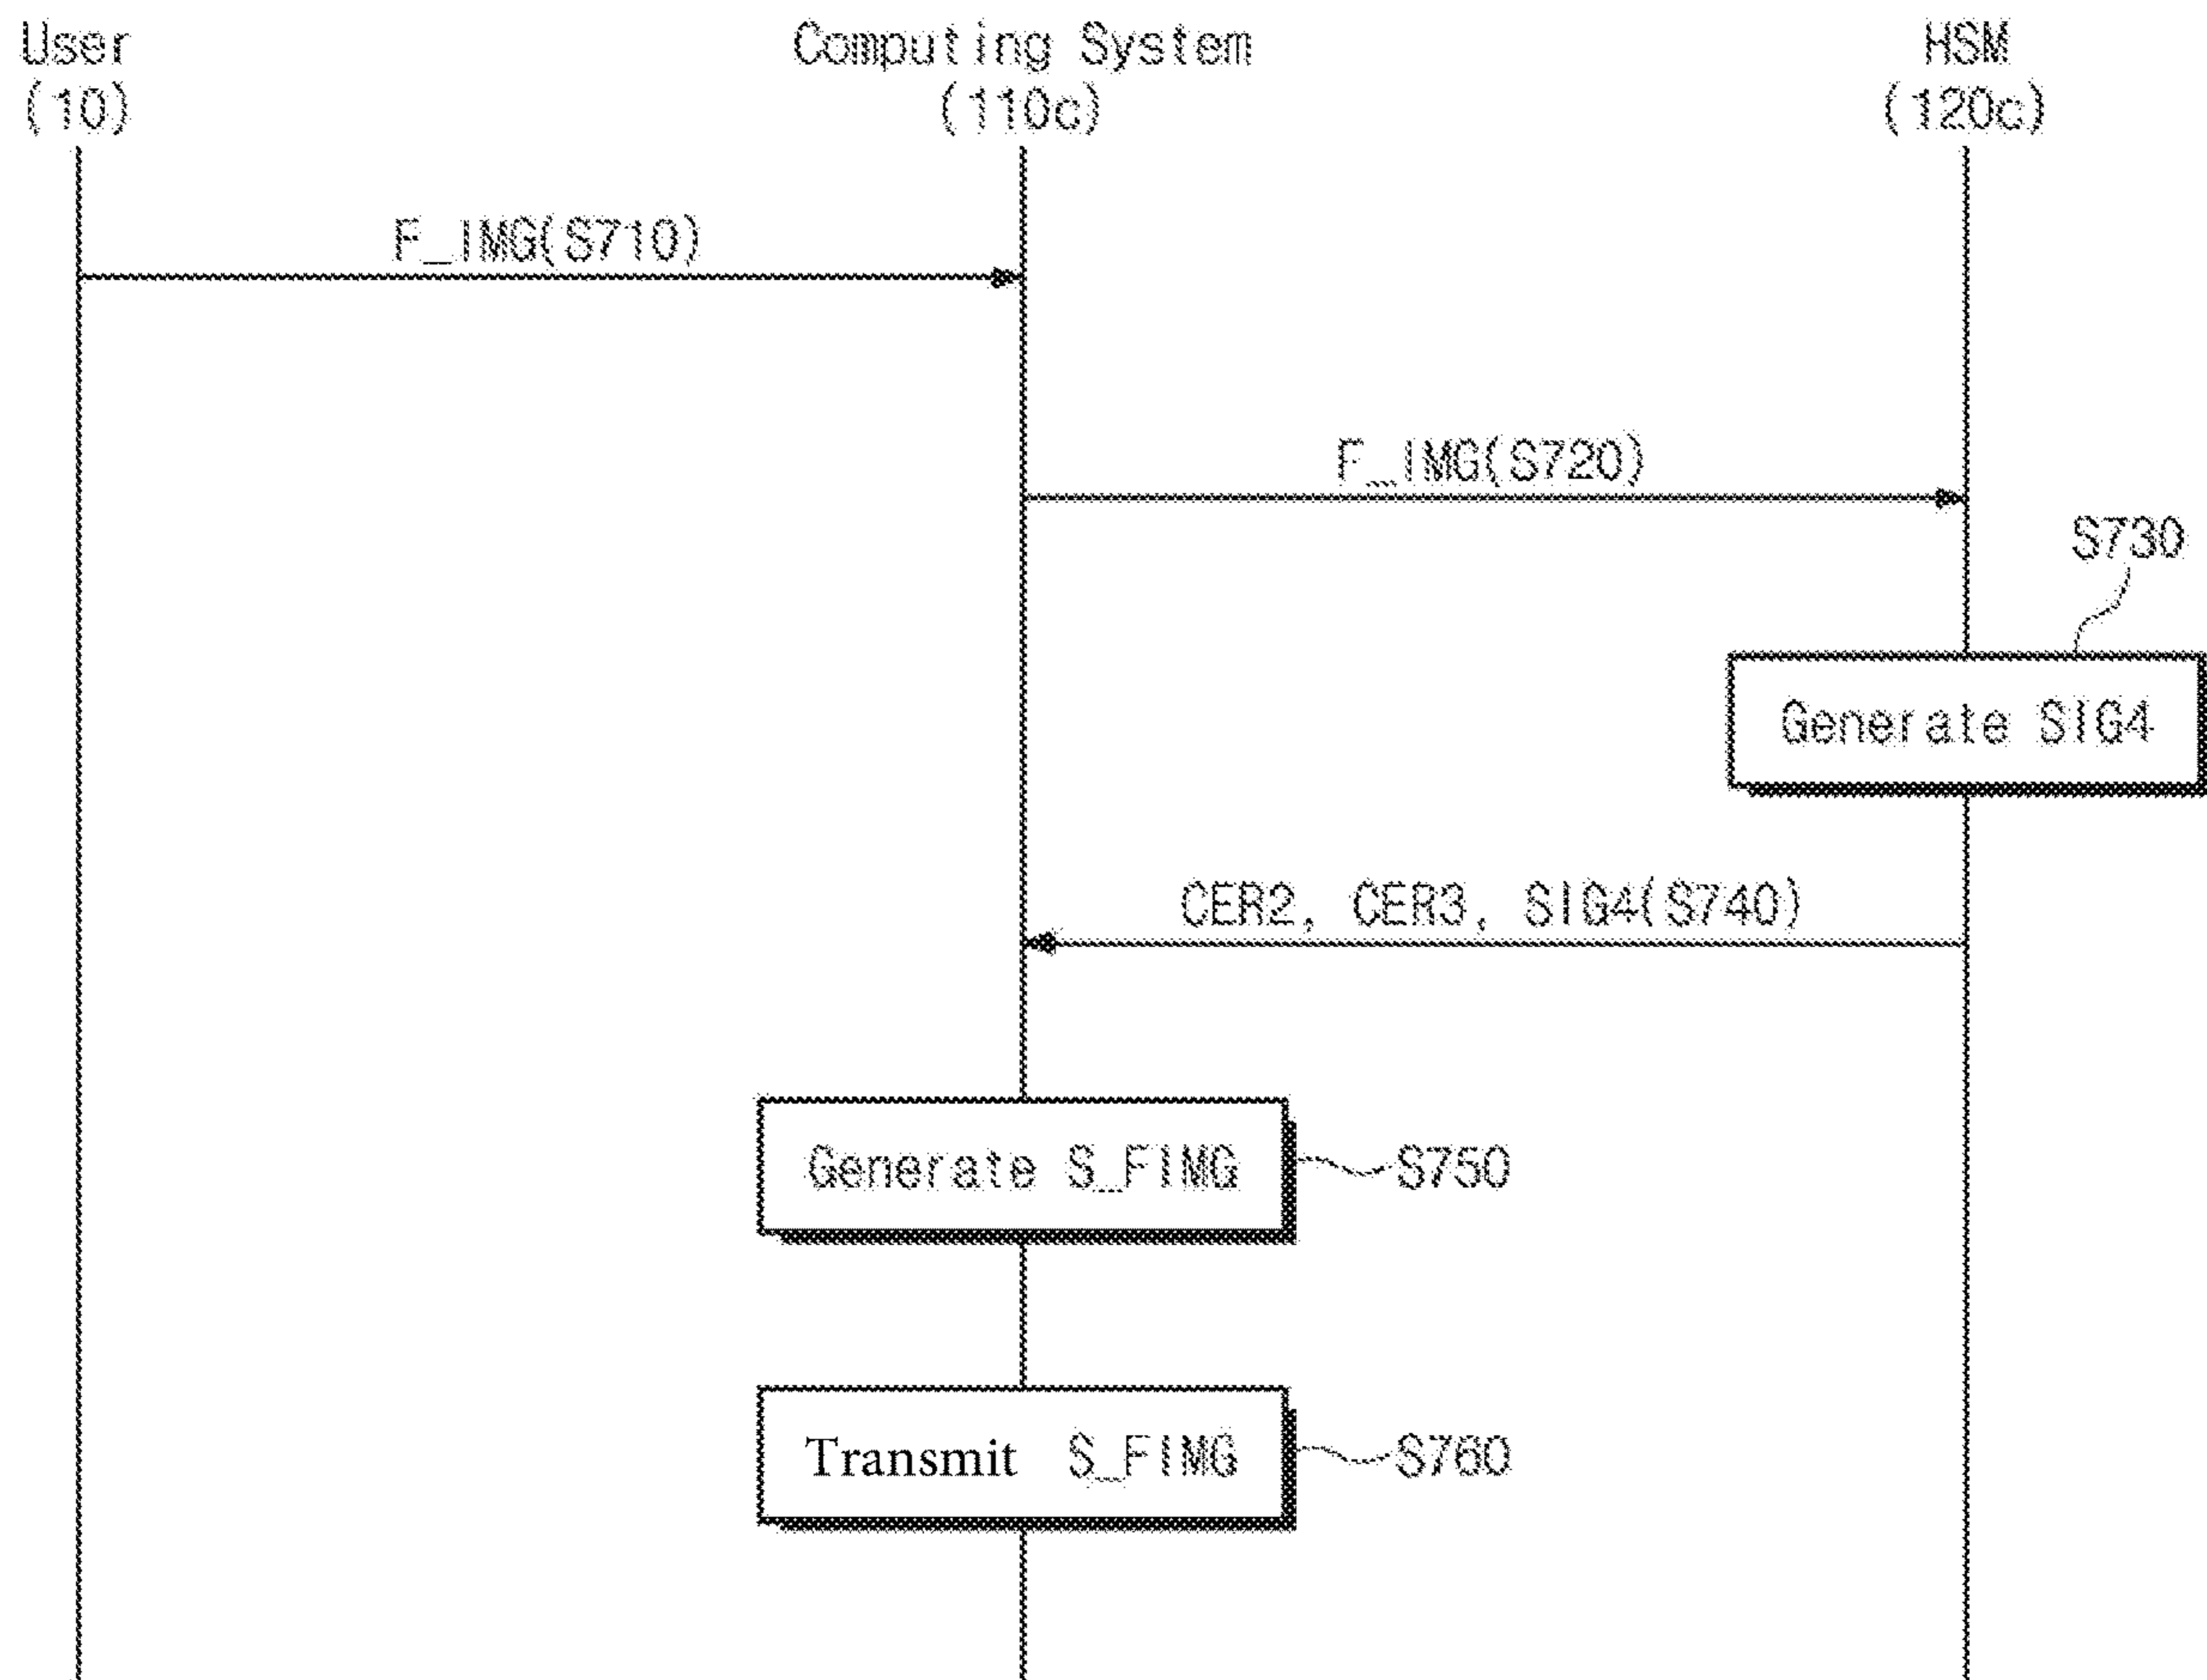 User
(10)
Computing System
(110c)
HSM
(120c)
F_IMG(S710)
F_IMG(S720)
S730
Generate SIG4
CER2, CER3, SIG4(S740)
Generate S_FIMG
S750
Transmit S_FIMG
S760